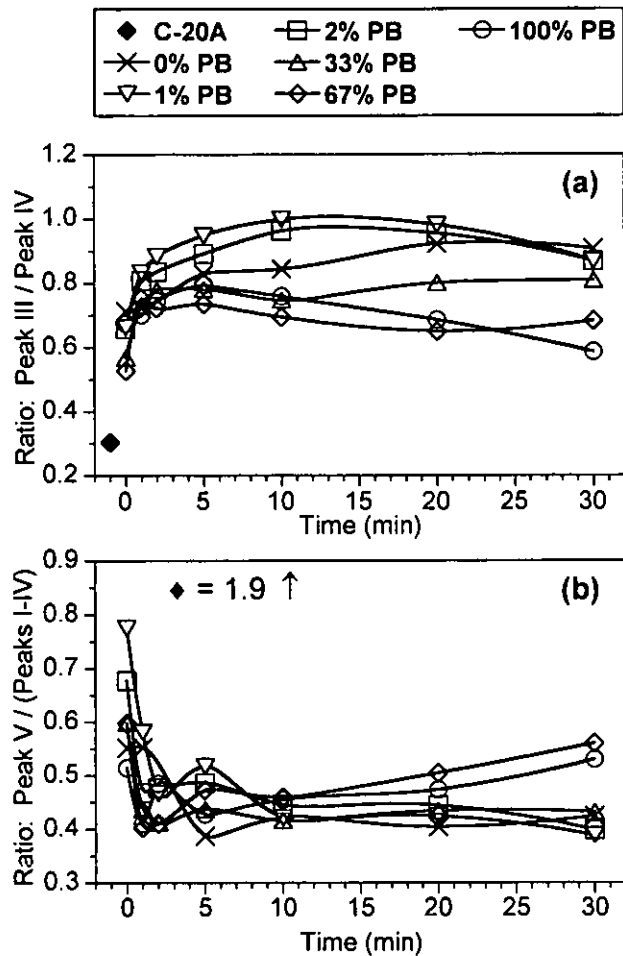 C-20A 2% PB 100% PB
0% PB 33% PB
1% PB 67% PB
(a)
Ratio: Peak III / Peak IV
1.2
1.0
0.8
0.6
0.4
0.2
0 5 10 15 20 25 30
Time (min)
(b)
= 1.9 ↑
Ratio: Peak V / (Peaks I-IV)
0.9
0.8
0.7
0.6
0.5
0.4
0.3
0 5 10 15 20 25 30
Time (min)